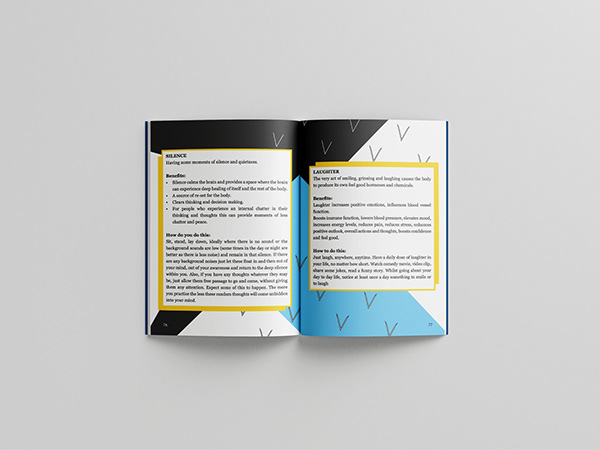 SILENCE
Having some moments of silence and quietness.
Benefits:
• Silence calms the brain and provides a space where the brain
can experience deep healing of itself and the rest of the body.
• A source of re-set for the body.
• Clears thinking and decision making.
• For people who experience an internal chatter in their
thinking and thoughts this can provide moments of less
chatter and peace.
How do you do this:
Sit, stand, lay down, ideally where there is no sound or the
background sounds are low (some times in the day or night are
better as there is less noise) and remain in that silence. If there
are any background noises just let these float in and then out of
your mind, out of your awareness and return to the deep silence
within you. Also, if you have any thoughts whatever they may
be, just allow them free passage to go and come, without giving
them any attention. Expect some of this to happen. The more
you practice the less these random thoughts will come unbidden
into your mind.
76
LAUGHTER
The very act of smiling, grinning and laughing causes the body
to produce its own feel good hormones and chemicals.
Benefits:
Laughter increases positive emotions, influences blood vessel
function.
Boosts immune function, lowers blood pressure, elevates mood,
increases energy levels, reduces pain, reduces stress, enhances
positive outlook, overall actions and thoughts, boosts confidence
and feel good.
How to do this:
Just laugh, anywhere, anytime. Have a daily dose of laughter in
your life, no matter how short. Watch comedy movie, video clip,
share some jokes, read a funny story. Whilst going about your
day to day life, notice at least once a day something to smile or
to laugh
77